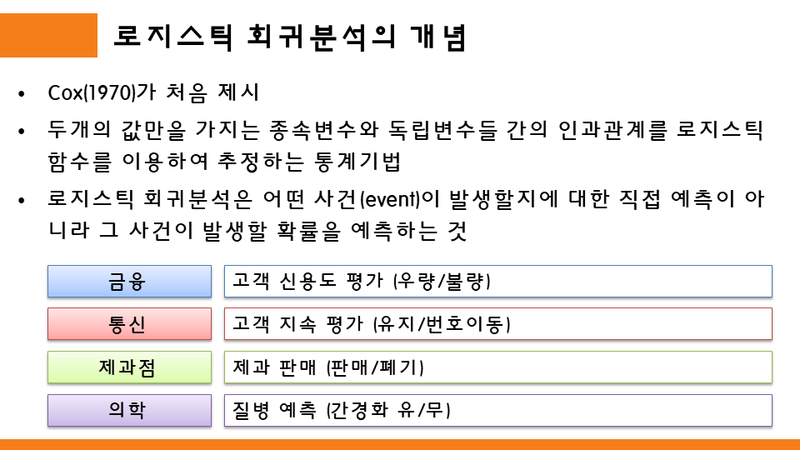 로지스틱 회귀분석의 개념
• Cox(1970)가 처음 제시
• 두개의 값만을 가지는 종속변수와 독립변수들 간의 인과관계를 로지스틱
함수를 이용하여 추정하는 통계기법
• 로지스틱 회귀분석은 어떤 사건(event)이 발생할지에 대한 직접 예측이 아
니라 그 사건이 발생할 확률을 예측하는 것
금융 고객 신용도 평가 (우량/불량)
통신 고객 지속 평가 (유지/번호이동)
제과점 제과 판매 (판매/폐기)
의학 질병 예측 (간경화 유/무)